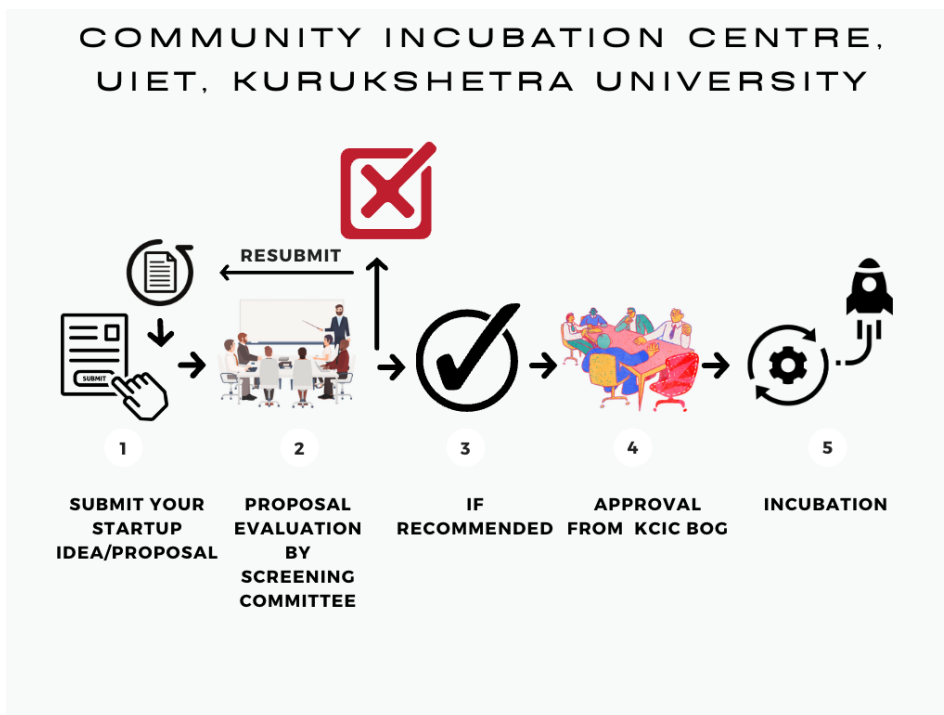 COMMUNITY INCUBATION CENTRE,
UIET, KURUKSHETRA UNIVERSITY
RESUBMIT
SUBMIT
1
2
3
4
5
SUBMIT YOUR
STARTUP
IDEA/PROPOSAL
PROPOSAL
EVALUATION
BY
SCREENING
COMMITTEE
IF
RECOMMENDED
APPROVAL
FROM KCIC BOG
INCUBATION